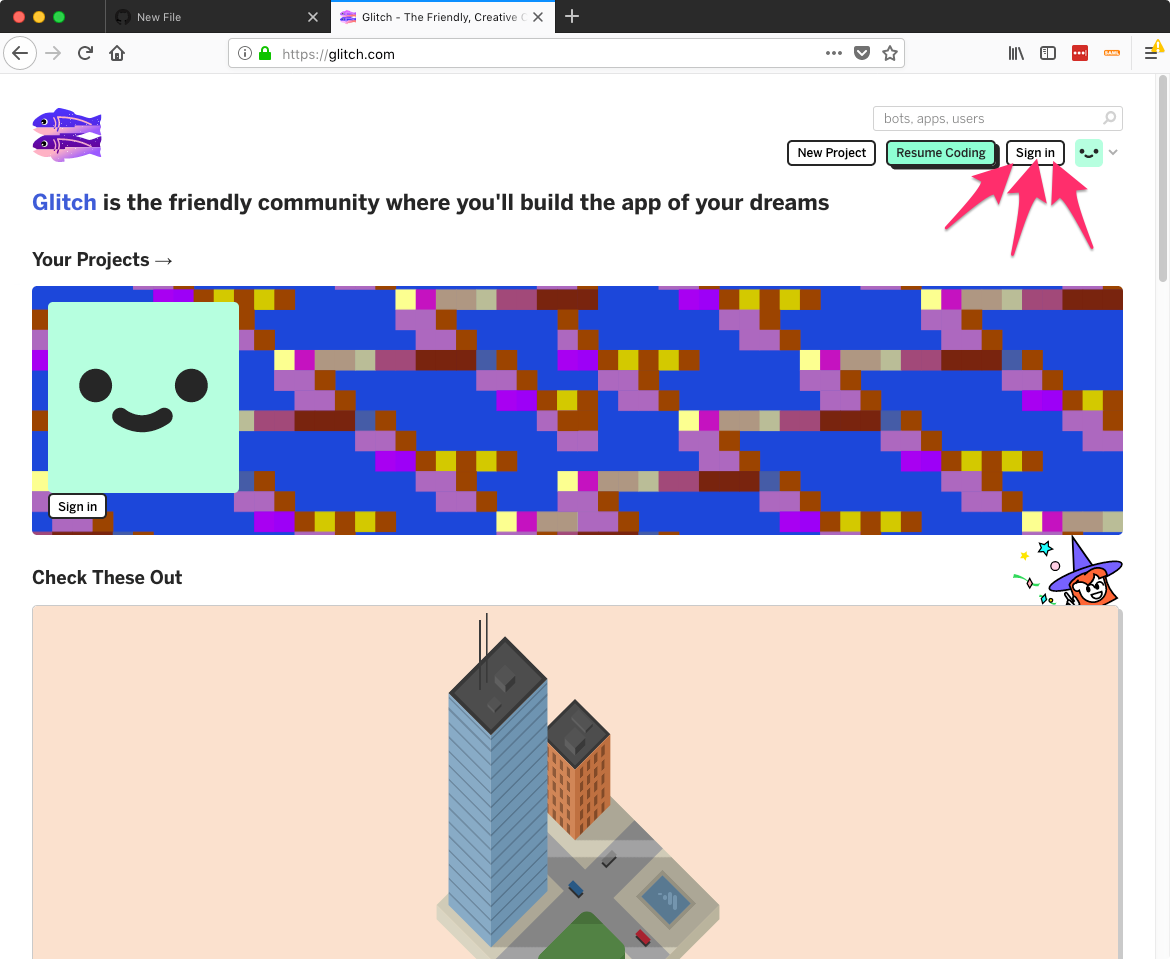 New File
Glitch - The Friendly, Creative C
https://glitch.com
SAML
bots, apps, users
New Project
Resume Coding
Sign in
Glitch is the friendly community where you'll build the app of your dreams
Your Projects →
Sign in
Check These Out